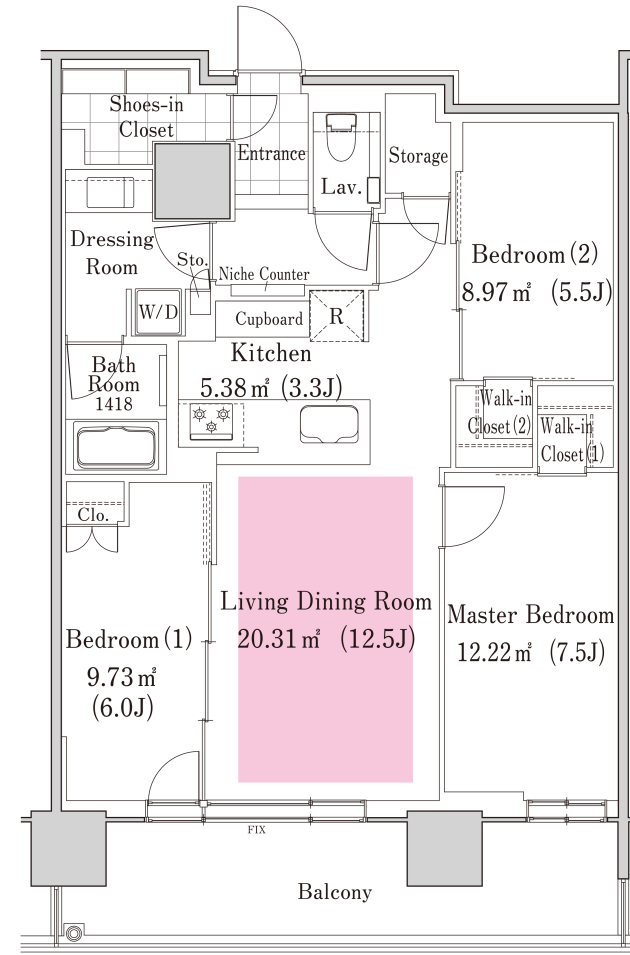 Shoes-in
Closet
Entrance
Lav.
Storage
Dressing
Room
Sto.
Niche Counter
Bedroom (2)
8.97㎡ (5.5J)
W/D
Cupboard
R
Kitchen
5.38㎡ (3.3J)
Bath
Room
1418
Walk-in
Closet(2)
Walk-in
Closet(1)
Clo.
Living Dining Room
20.31㎡ (12.5J)
Master Bedroom
12.22㎡ (7.5J)
Bedroom (1)
9.73㎡
(6.0J)
FIX
Balcony